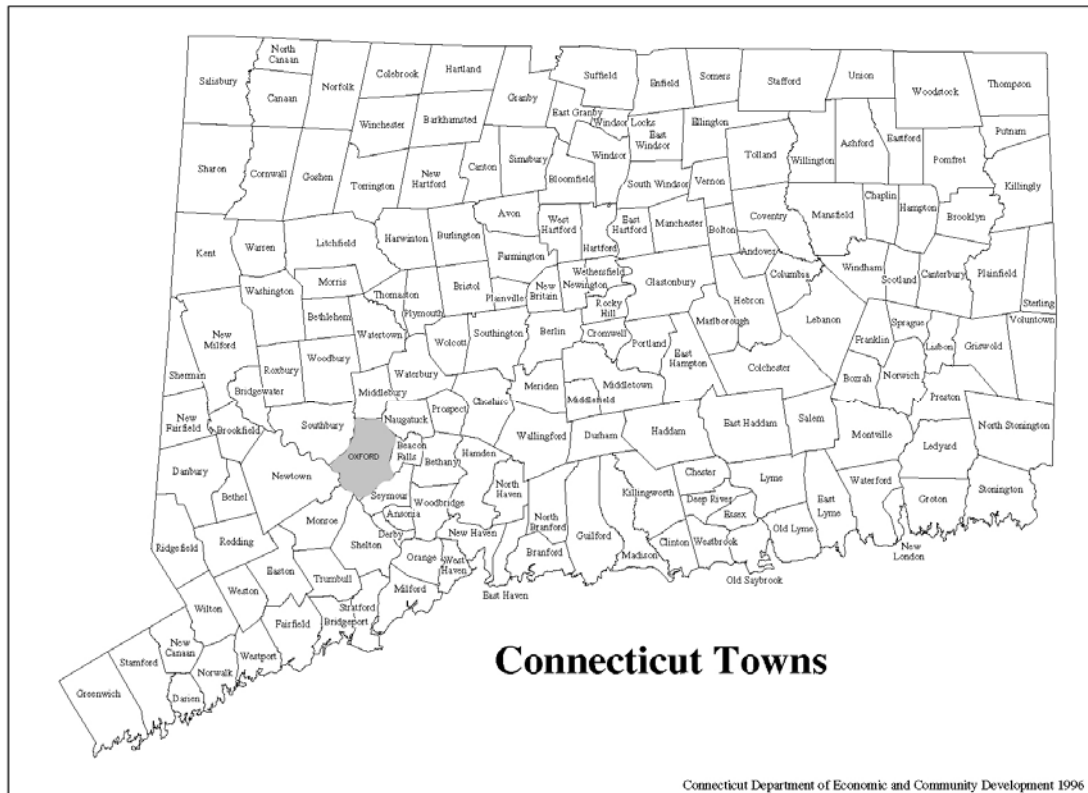 North
Canaan
Salisbury
Canaan
Norfolk
Colebrook
Hartland
Granby
Suffield
Enfield
Somers
Stafford
Union
Woodstock
Thompson
East Granby
Windsor Locks
Winchester
Barkhamsted
East
Windsor
Ellington
Putnam
Sharon
Cornwall
Goshen
Torrington
New
Hartford
Canton
Simsbury
Bloomfield
Windsor
South Windsor
Vernon
Tolland
Willington
Ashford
Eastford
Pomfret
Killingly
Kent
Warren
Litchfield
Harwinton
Burlington
Avon
West
Hartford
Hartford
East
Hartford
Manchester
Bolton
Coventry
Mansfield
Chaplin
Hampton
Brooklyn
Farmington
Andover
Columbia
Windham
Scotland
Canterbury
Plainfield
Sterling
Washington
Morris
Thomaston
Plymouth
Bristol
Plainville
New
Britain
Wethersfield
Newington
Rocky
Hill
Glastonbury
Hebron
Marlborough
Lebanon
New
Milford
Bethlehem
Watertown
Wolcott
Southington
Berlin
Cromwell
Portland
East
Hampton
Colchester
Franklin
Sprague
Lisbon
Griswold
Voluntown
Sherman
Bridgewater
Roxbury
Woodbury
Middlebury
Waterbury
Cheshire
Meriden
Middlefield
Middletown
Bozrah
Norwich
Preston
New
Fairfield
Brookfield
Southbury
Naugatuck
Prospect
Wallingford
Durham
Haddam
East Haddam
Salem
Montville
Ledyard
North Stonington
Danbury
Bethel
Newtown
OXFORD
Beacon
Falls
Bethany
Hamden
North
Haven
Seymour
Ansonia
Derby
Woodbridge
New Haven
North
Branford
Guilford
Killingworth
Chester
Deep River
Essex
Lyme
Waterford
Groton
Stonington
Ridgefield
Redding
Monroe
Shelton
Orange
West
Haven
Branford
Madison
Clinton
Westbrook
Old Lyme
East
Lyme
New
London
Easton
Weston
Trumbull
Milford
East Haven
Old Saybrook
Wilton
Fairfield
Stratford
Bridgeport
Stamford
New
Canaan
Westport
Norwalk
Greenwich
Darien
Connecticut Towns
Connecticut Department of Economic and Community Development 1996